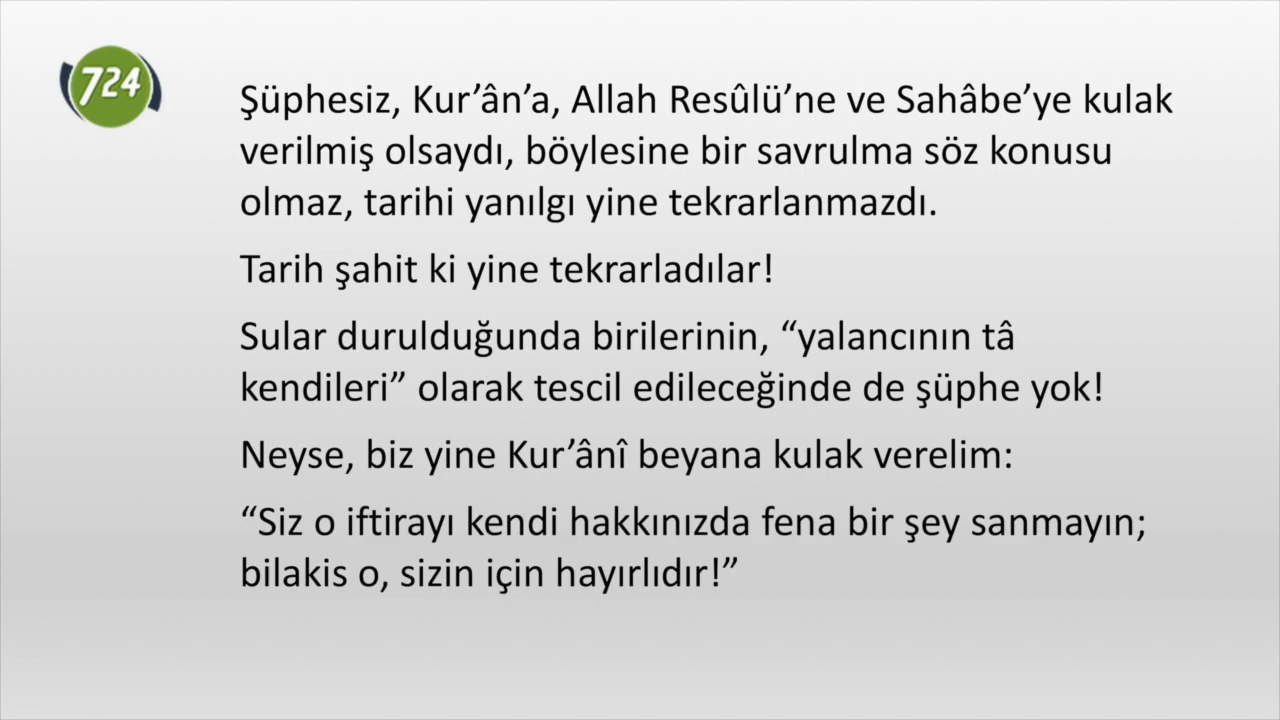 724
Şüphesiz, Kur’ân’a, Allah Resûlü’ne ve Sahâbe’ye kulak
verilmiş olsaydı, böylesine bir savrulma söz konusu
olmaz, tarihi yanılgı yine tekrarlanmazdı.
Tarih şahit ki yine tekrarladılar!
Sular durulduğunda birilerinin, “yalancının tâ
kendileri” olarak tescil edileceğinde de şüphe yok!
Neyse, biz yine Kur’ânî beyana kulak verelim:
“Siz o iftirayı kendi hakkınızda fena bir şey sanmayın;
bilakis o, sizin için hayırlıdır!”